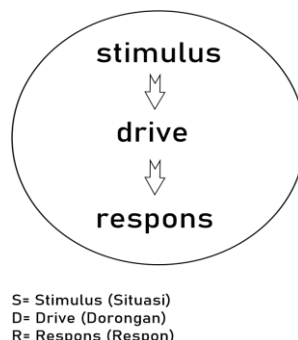 stimulus
drive
respons
S= Stimulus (Situasi)
D= Drive (Dorongan)
R= Respons (Respon)